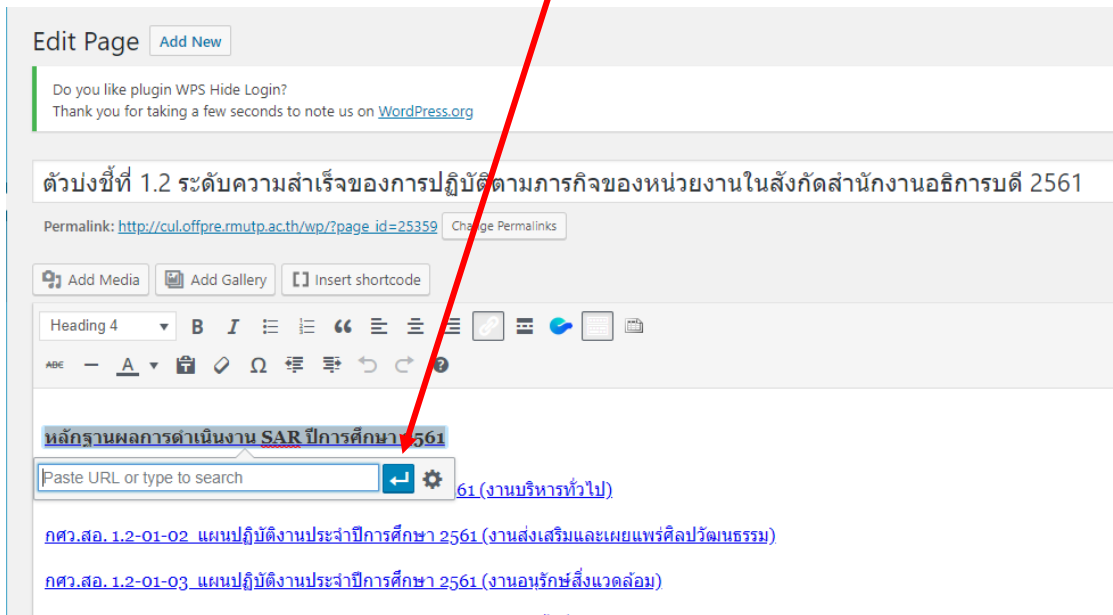 Edit Page Add New
Do you like plugin WPS Hide Login?
Thank you for taking a few seconds to note us on WordPress.org
ตัวบ่งชี้ที่ 1.2 ระดับความสำเร็จของการปฏิบัติตามภารกิจของหน่วยงานในสังกัดสำนักงานอธิการบดี 2561
Permalink: http://cul.offpre.rmutp.ac.th/wp/?page_id=25359 Change Permalinks
Add Media Add Gallery Insert shortcode
Heading 4 B I
ABC A Ω
หลักฐานผลการดำเนินงาน SAR ปีการศึกษา 2561
Paste URL or type to search
61 (งานบริหารทั่วไป)
กศว.สอ. 1.2-01-02 แผนปฏิบัติงานประจำปีการศึกษา 2561 (งานส่งเสริมและเผยแพร่ศิลปวัฒนธรรม)
กศว.สอ. 1.2-01-03 แผนปฏิบัติงานประจำปีการศึกษา 2561 (งานอนุรักษ์สิ่งแวดล้อม)